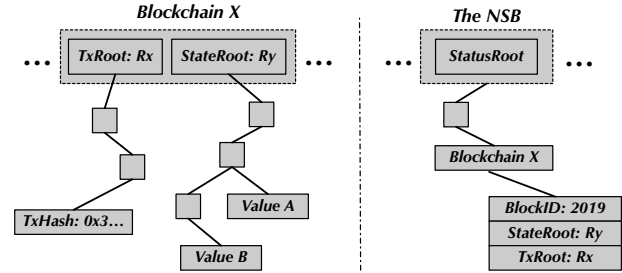 Blockchain X
... TxRoot: Rx StateRoot: Ry ...
TxHash: 0x3...
Value A
Value B
The NSB
... StatusRoot ...
Blockchain X
BlockID: 2019
StateRoot: Ry
TxRoot: Rx